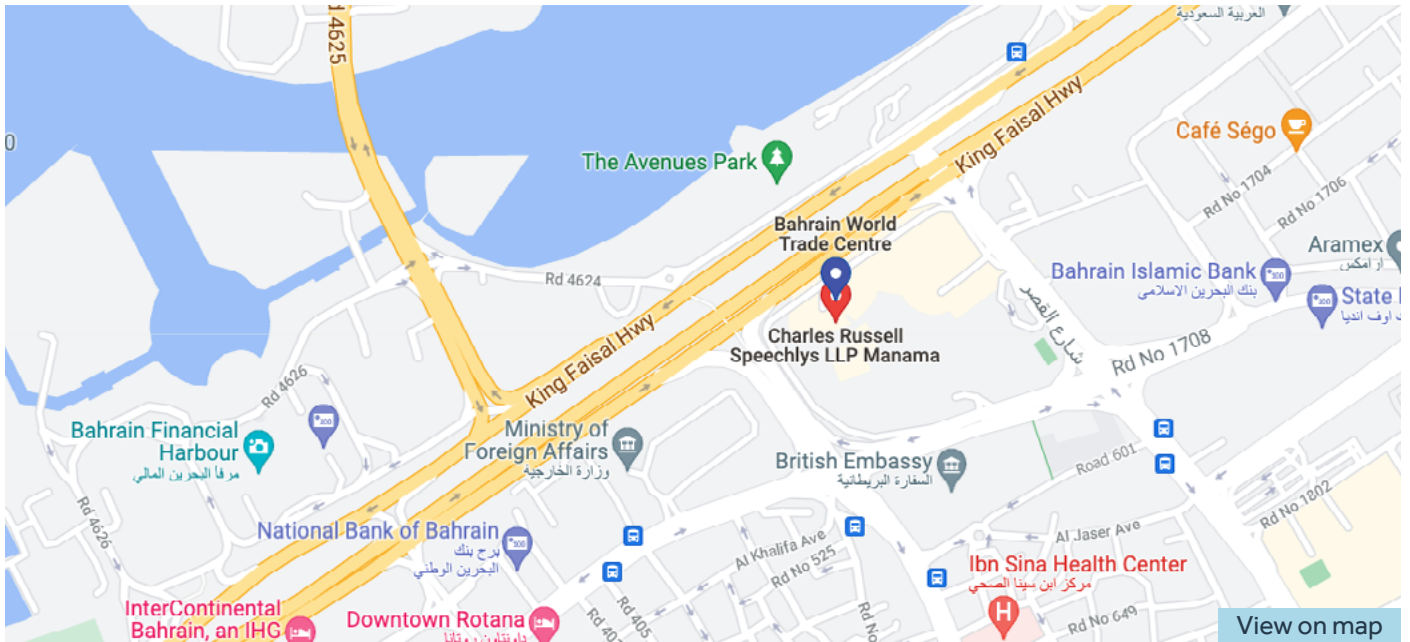 Rd 4625
العربية السعودية
King Faisal Hwy
Café Ségo
Rd No 1704
Rd No 1706
The Avenues Park
Bahrain World
Trade Centre
Aramex
أرامكس
Bahrain Islamic Bank
بنك البحرين الاسلامي
Rd 4624
شارع القصر
King Faisal Hwy
Charles Russell
Speechlys LLP Manama
Rd No 1708
Rd 4626
Bahrain Financial
Harbour
مرفأ البحرين المالي
Ministry of
Foreign Affairs
وزارة الخارجية
British Embassy
السفارة البريطانية
Road 601
Rd No 1802
Rd 4626
National Bank of Bahrain
برج بنك
البحرين الوطني
Al Khalifa Ave
Rd No 525
Al Jaser Ave
Ibn Sina Health Center
مركز ابن سينا الصحي
Rd No 649
InterContinental
Bahrain, an IHG
Downtown Rotana
داونتاون روتانا
Rd 405
View on map